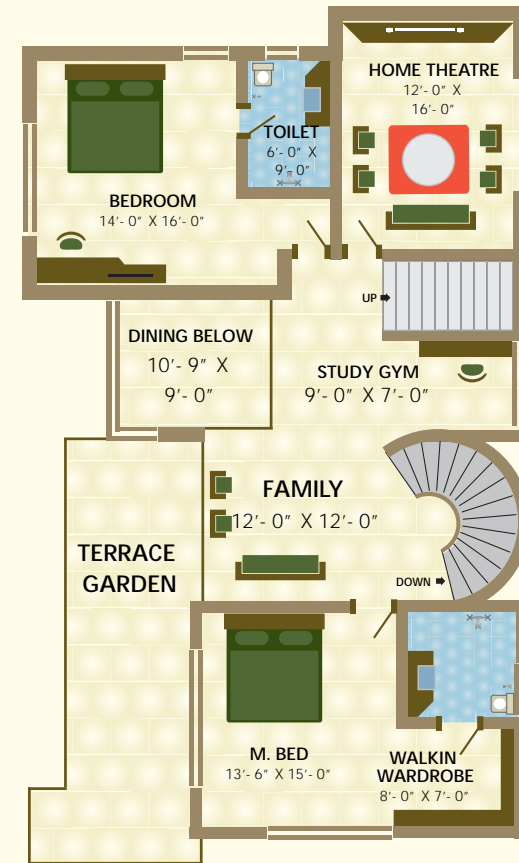 HOME THEATRE
12'- 0" X
16'- 0"
TOILET
6'- 0" X
9'- 0"
BEDROOM
14'- 0" X 16'- 0"
UP
DINING BELOW
10'- 9" X
9'- 0"
STUDY GYM
9'- 0" X 7'- 0"
FAMILY
12'- 0" X 12'- 0"
TERRACE
GARDEN
DOWN
M. BED
13'- 6" X 15'- 0"
WALKIN
WARDROBE
8'- 0" X 7'- 0"